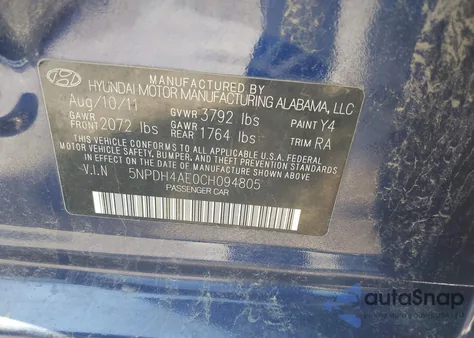 MANUFACTURED BY
HYUNDAI MOTOR MANUFACTURING ALABAMA, LLC
Aug/10/11 GVWR 3792 lbs PAINT Y4
GAWR FRONT 2072 lbs GAWR REAR 1764 lbs TRIM RA
THIS VEHICLE CONFORMS TO ALL APPLICABLE U.S.A. FEDERAL
MOTOR VEHICLE SAFETY, BUMPER, AND THEFT PREVENTION STANDARDS
IN EFFECT ON THE DATE OF MANUFACTURE SHOWN ABOVE.
V.I.N 5NPDH4AE0CH094805
PASSENGER CAR
autoSnap